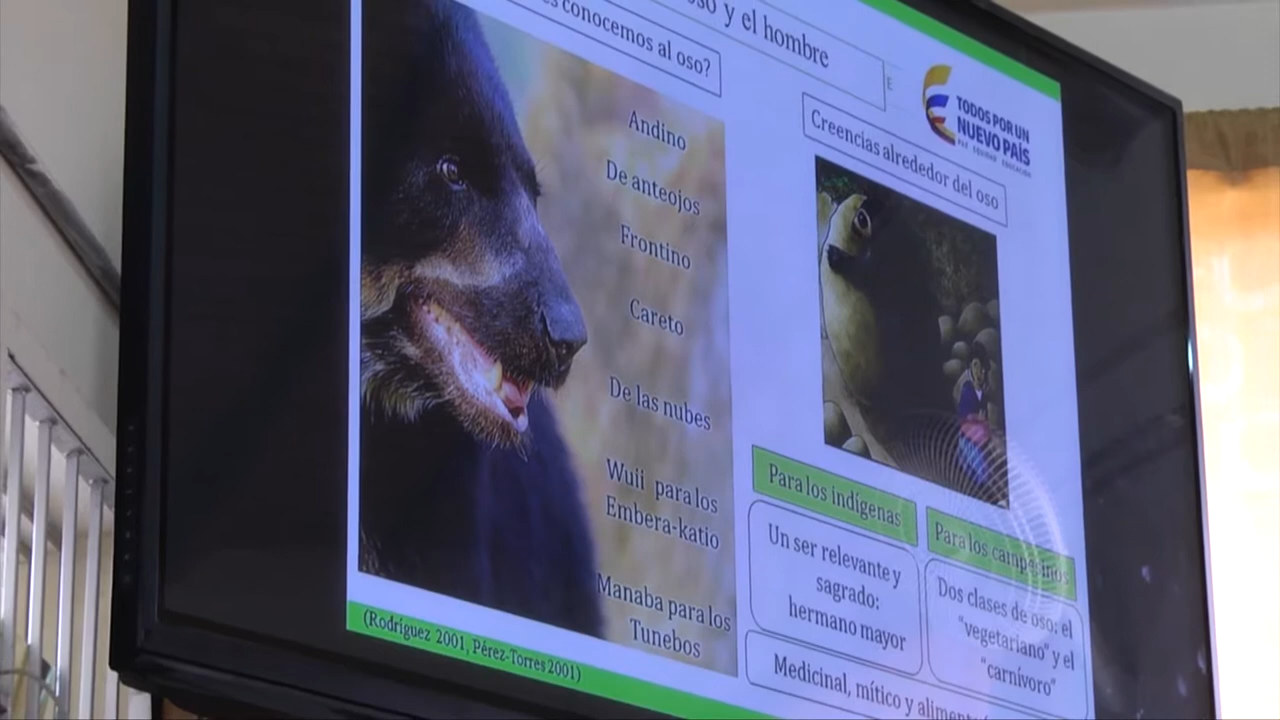 y el hombre
conocemos al oso?
E
TODOS POR UN
NUEVO PAÍS
PAZ EQUIDAD EDUCACIÓN
Andino
De anteojos
Frontino
Careto
De las nubes
Wuii para los
Embera-katio
Manaba para los
Tunebos
Creencias alrededor del oso
Para los indígenas
Un ser relevante y
sagrado:
hermano mayor
Para los campesinos
Dos clases de oso: el
"vegetariano" y el
"carnívoro"
Medicinal, mítico y
(Rodríguez 2001, Pérez-Torres 2001)